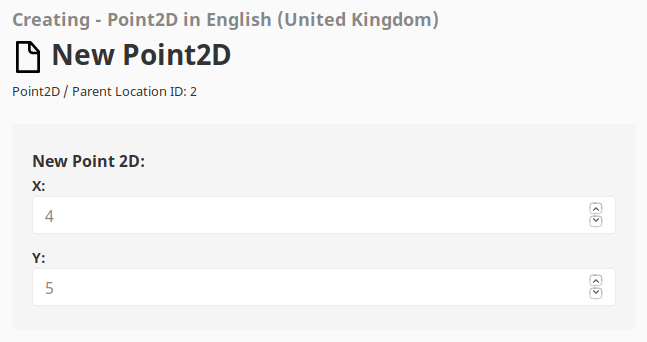 Creating - Point2D in English (United Kingdom)
New Point2D
Point2D / Parent Location ID: 2
New Point 2D:
X:
4
Y:
5